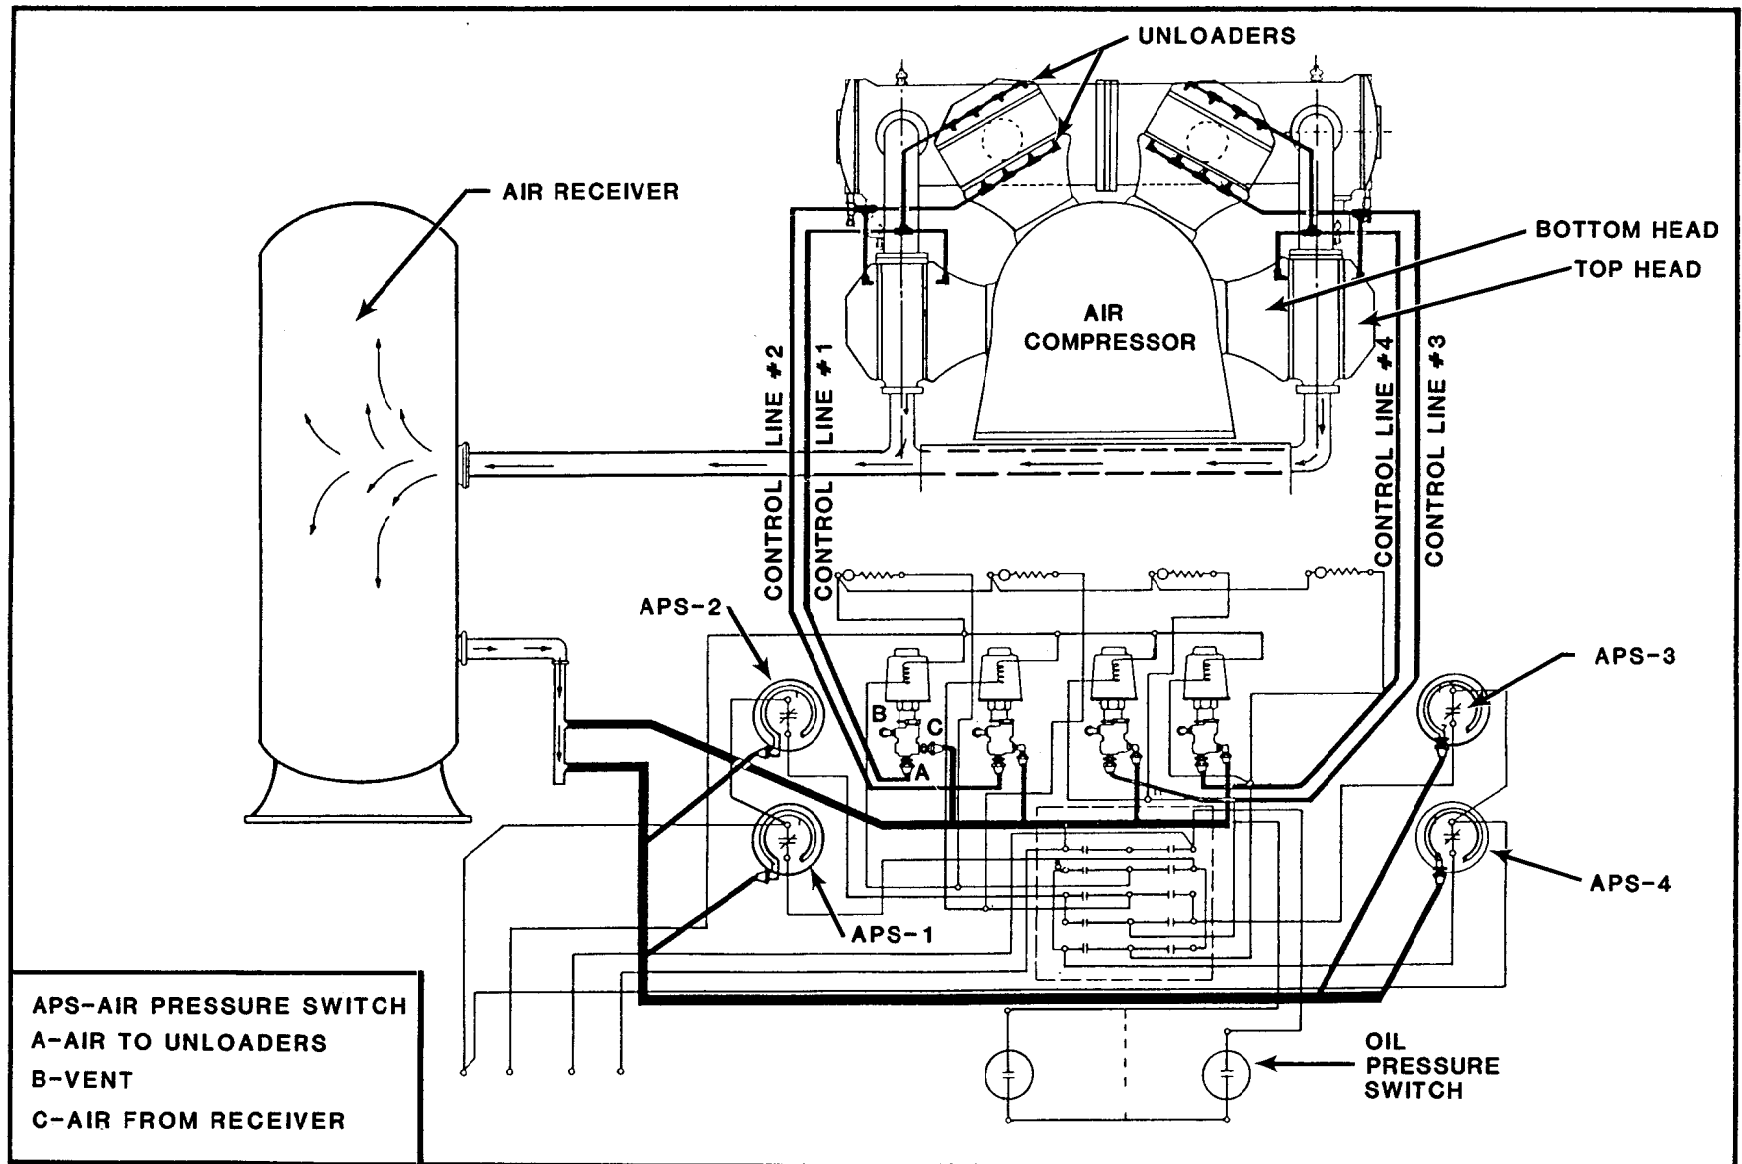 UNLOADERS
AIR RECEIVER
BOTTOM HEAD
TOP HEAD
AIR
COMPRESSOR
CONTROL LINE #2
CONTROL LINE #1
CONTROL LINE #4
CONTROL LINE #3
APS-2
APS-3
B
C
A
APS-4
APS-1
APS-AIR PRESSURE SWITCH
A-AIR TO UNLOADERS
B-VENT
C-AIR FROM RECEIVER
OIL
PRESSURE
SWITCH